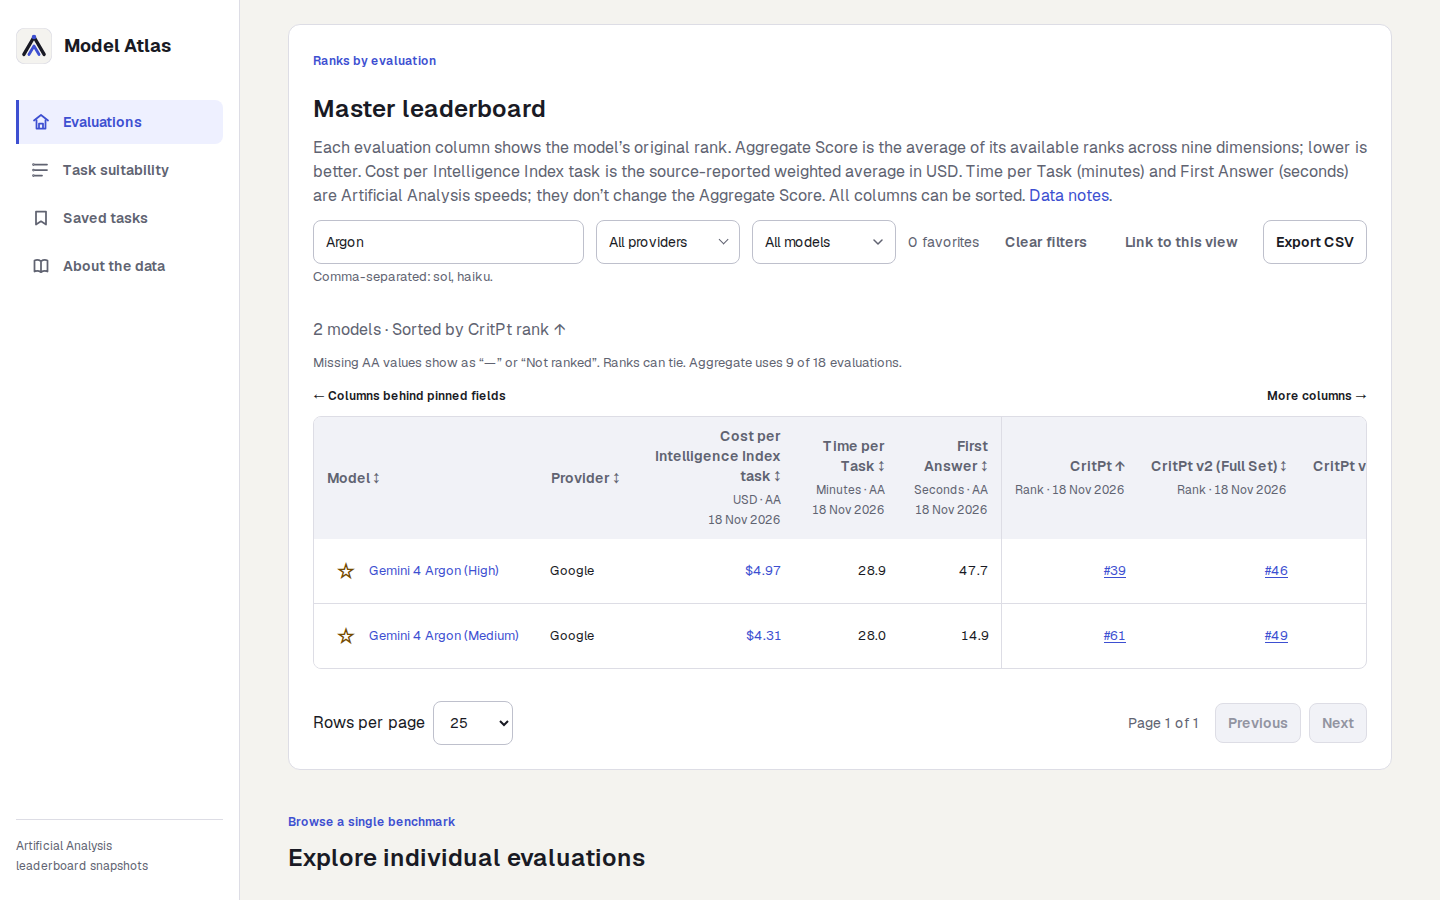 Model Atlas
Evaluations
Task suitability
Saved tasks
About the data
Artificial Analysis
leaderboard snapshots
Ranks by evaluation
Master leaderboard
Each evaluation column shows the model’s original rank. Aggregate Score is the average of its available ranks across nine dimensions; lower is
better. Cost per Intelligence Index task is the source-reported weighted average in USD. Time per Task (minutes) and First Answer (seconds)
are Artificial Analysis speeds; they don’t change the Aggregate Score. All columns can be sorted. Data notes.
Argon All providers All models 0 favorites Clear filters Link to this view Export CSV
Comma-separated: sol, haiku.
2 models · Sorted by CritPt rank ↑
Missing AA values show as “—” or “Not ranked”. Ranks can tie. Aggregate uses 9 of 18 evaluations.
← Columns behind pinned fields More columns →
Model ↕
Provider ↕
Cost per
Intelligence Index
task ↕
USD · AA
18 Nov 2026
Time per
Task ↕
Minutes · AA
18 Nov 2026
First
Answer ↕
Seconds · AA
18 Nov 2026
CritPt ↑
Rank · 18 Nov 2026
CritPt v2 (Full Set) ↕
Rank · 18 Nov 2026
CritPt v
☆ Gemini 4 Argon (High) Google $4.97 28.9 47.7 #39 #46
☆ Gemini 4 Argon (Medium) Google $4.31 28.0 14.9 #61 #49
Rows per page 25 Page 1 of 1 Previous Next
Browse a single benchmark
Explore individual evaluations